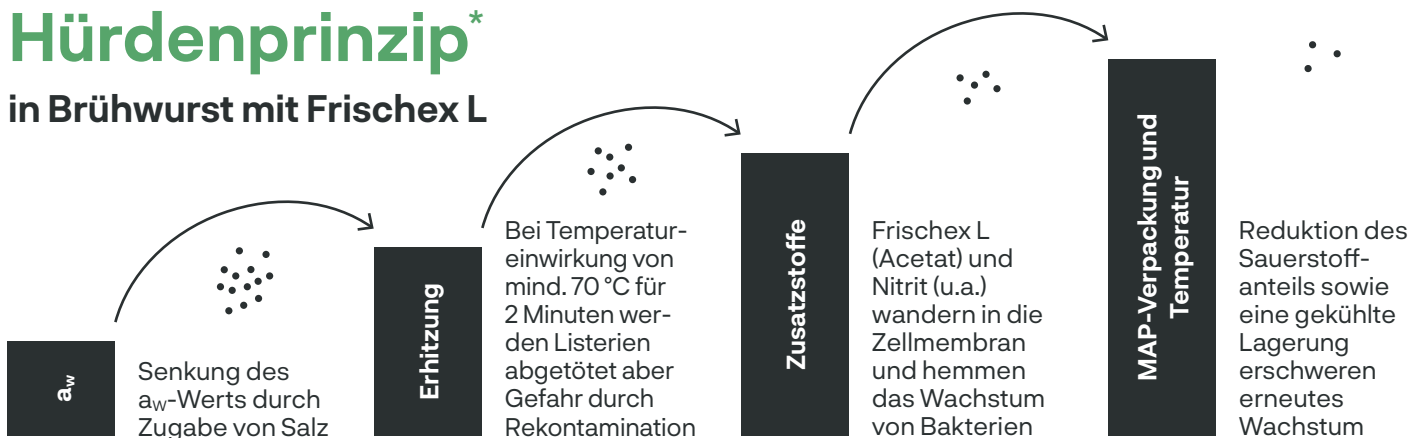 Hürdenprinzip*
in Brühwurst mit Frischex L
a_w
Senkung des
a_w-Werts durch
Zugabe von Salz
Erhitzung
Bei Temperatur-
einwirkung von
mind. 70 °C für
2 Minuten wer-
den Listerien
abgetötet aber
Gefahr durch
Rekontamination
Zusatzstoffe
Frischex L
(Acetat) und
Nitrit (u.a.)
wandern in die
Zellmembran
und hemmen
das Wachstum
von Bakterien
MAP-Verpackung und
Temperatur
Reduktion des
Sauerstoff-
anteils sowie
eine gekühlte
Lagerung
erschweren
erneutes
Wachstum